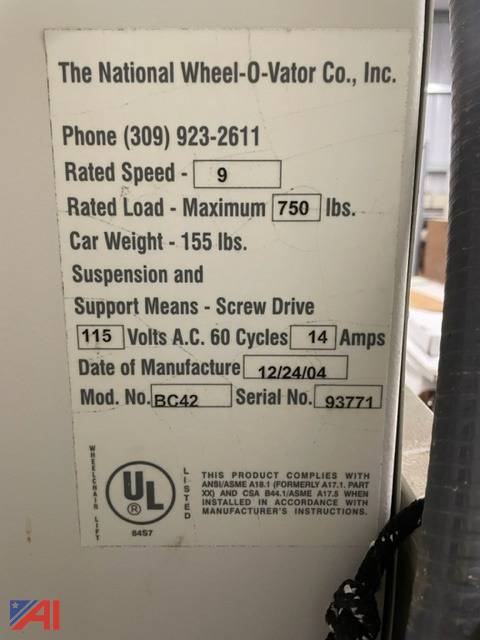 The National Wheel-O-Vator Co., Inc.
Phone (309) 923-2611
Rated Speed - 9
Rated Load - Maximum 750 lbs.
Car Weight - 155 lbs.
Suspension and
Support Means - Screw Drive
115 Volts A.C. 60 Cycles 14 Amps
Date of Manufacture 12/24/04
Mod. No. BC42 Serial No. 93771
WHEELCHAIR LIFT
UL
®
LISTED
84S7
THIS PRODUCT COMPLIES WITH
ANSI/ASME A18.1 (FORMERLY A17.1. PART
XX) AND CSA B44.1/ASME A17.5 WHEN
INSTALLED IN ACCORDANCE WITH
MANUFACTURER'S INSTRUCTIONS.
AI